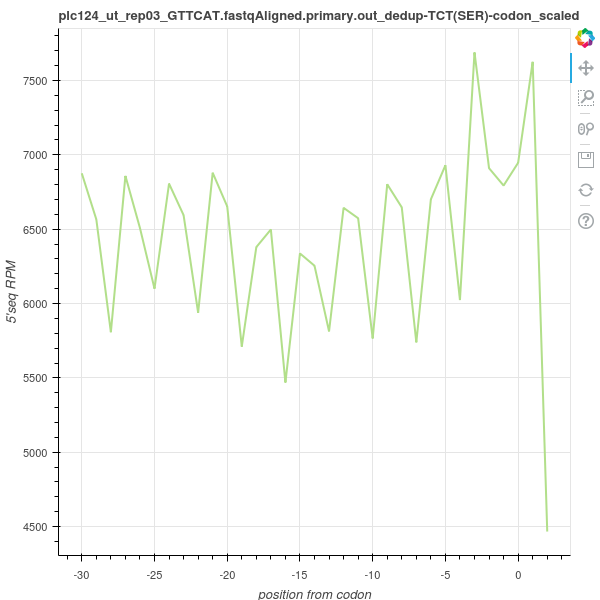 plc124_ut_rep03_GTTCAT.fastqAligned.primary.out_dedup-TCT(SER)-codon_scaled
7500
7000
6500
6000
5500
5000
4500
5'seq RPM
-30 -25 -20 -15 -10 -5 0
position from codon